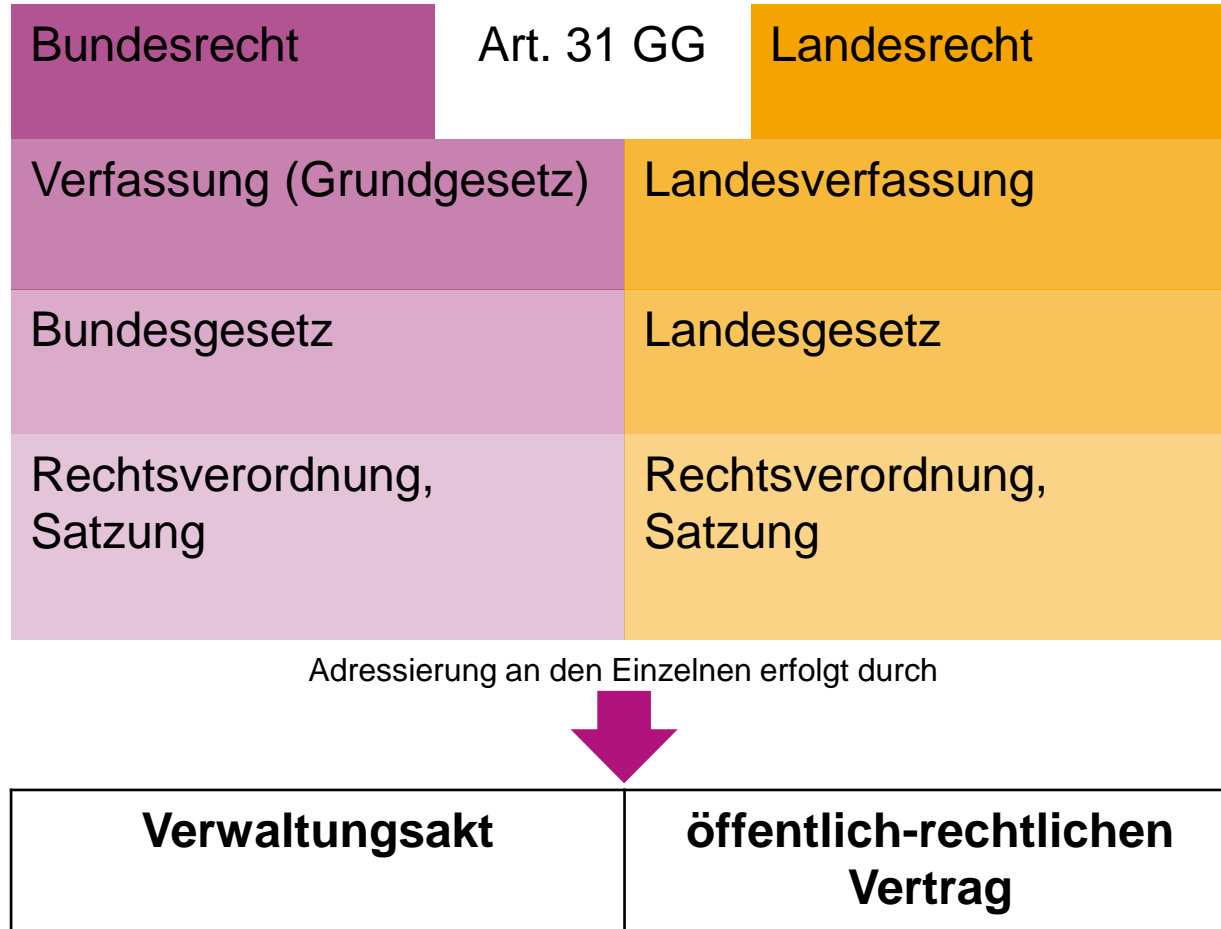 Bundesrecht
Art. 31 GG
Landesrecht
Verfassung (Grundgesetz)
Landesverfassung
Bundesgesetz
Landesgesetz
Rechtsverordnung,
Satzung
Rechtsverordnung,
Satzung
Adressierung an den Einzelnen erfolgt durch
Verwaltungsakt
öffentlich-rechtlichen
Vertrag